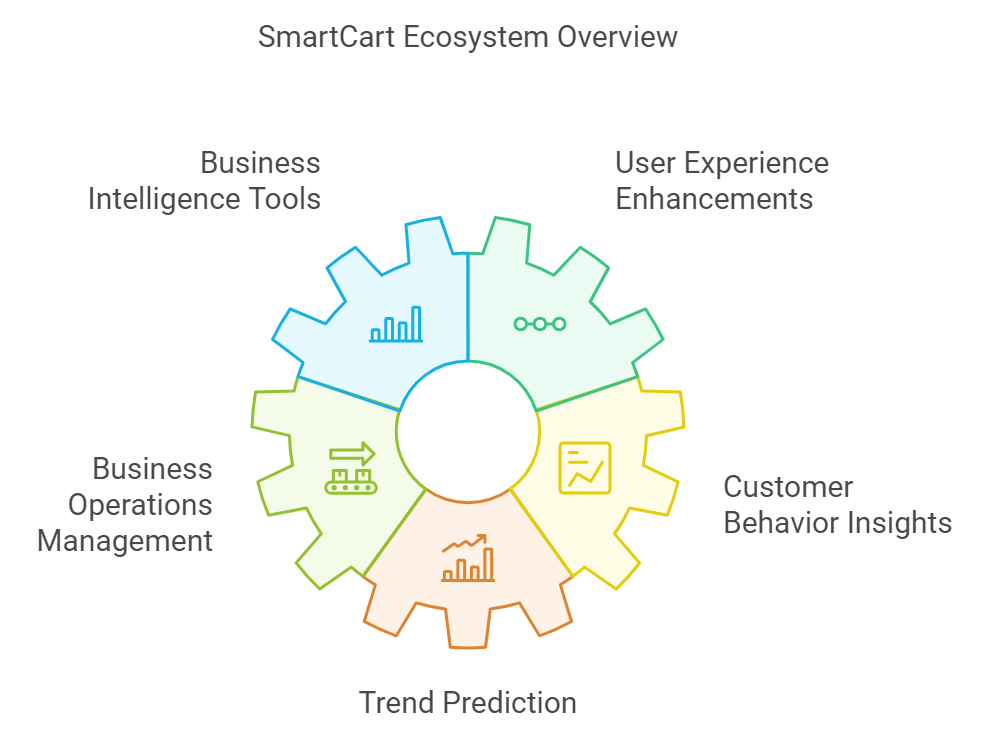 SmartCart Ecosystem Overview
Business
Intelligence Tools
User Experience
Enhancements
Business
Operations
Management
Customer
Behavior Insights
Trend Prediction